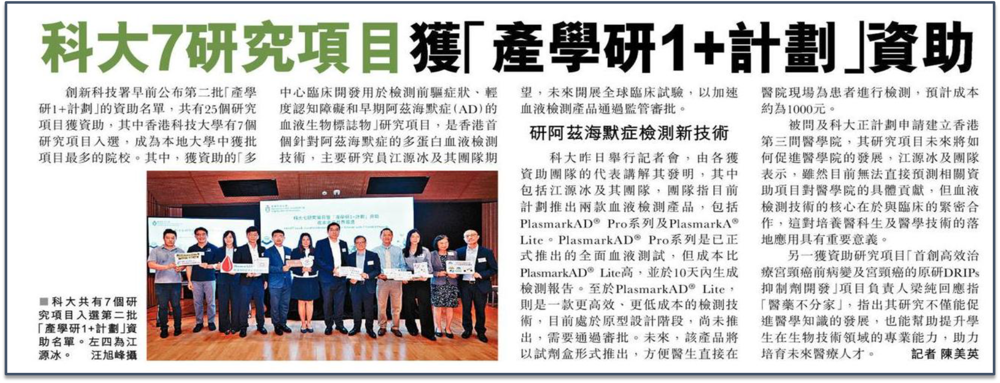 科大7研究項目獲「產學研1+計劃」資助
創新科技署早前公布第二批「產學
研1+計劃」的資助名單，共有25個研究
項目獲資助，其中香港科技大學有7個
研究項目入選，成為本地大學中獲批
項目最多的院校。其中，獲資助的「多
中心臨床開發用於檢測前驅症狀、輕
度認知障礙和早期阿茲海默症(AD)的
血液生物標誌物」研究項目，是香港首
個針對阿茲海默症的多蛋白血液檢測
技術，主要研究員江源冰及其團隊期
望，未來開展全球臨床試驗，以加速
血液檢測產品通過監管審批。
研阿茲海默症檢測新技術
科大昨日舉行記者會，由各獲
資助團隊的代表講解其發明，其中
包括江源冰及其團隊，團隊指目前
計劃推出兩款血液檢測產品，包括
PlasmarkAD® Pro系列及PlasmarkA®
Lite。PlasmarkAD® Pro系列是已正
式推出的全面血液測試，但成本比
PlasmarkAD® Lite高，並於10天內生成
檢測報告。至於PlasmarkAD® Lite，
則是一款更高效、更低成本的檢測技
術，目前處於原型設計階段，尚未推
出，需要通過審批。未來，該產品將
以試劑盒形式推出，方便醫生直接在
醫院現場為患者進行檢測，預計成本
約為1000元。
被問及科大正計劃申請建立香港
第三間醫學院，其研究項目未來將如
何促進醫學院的發展，江源冰及團隊
表示，雖然目前無法直接預測相關資
助項目對醫學院的具體貢獻，但血液
檢測技術的核心在於與臨床的緊密合
作，這對培養醫科生及醫學技術的落
地應用具有重要意義。
另一獲資助研究項目「首創高效治
療宮頸癌前病變及宮頸癌的原研DRIPs
抑制劑開發」項目負責人梁純回應指
「醫藥不分家」，指出其研究不僅能促
進醫學知識的發展，也能幫助提升學
生在生物技術領域的專業能力，助力
培育未來醫療人才。 記者 陳美英
科大七研究項目獲「產學研1+計劃」資助
■科大共有7個研
究項目入選第二批
「產學研1+計劃」資
助名單。左四為江
源冰。 汪旭峰攝